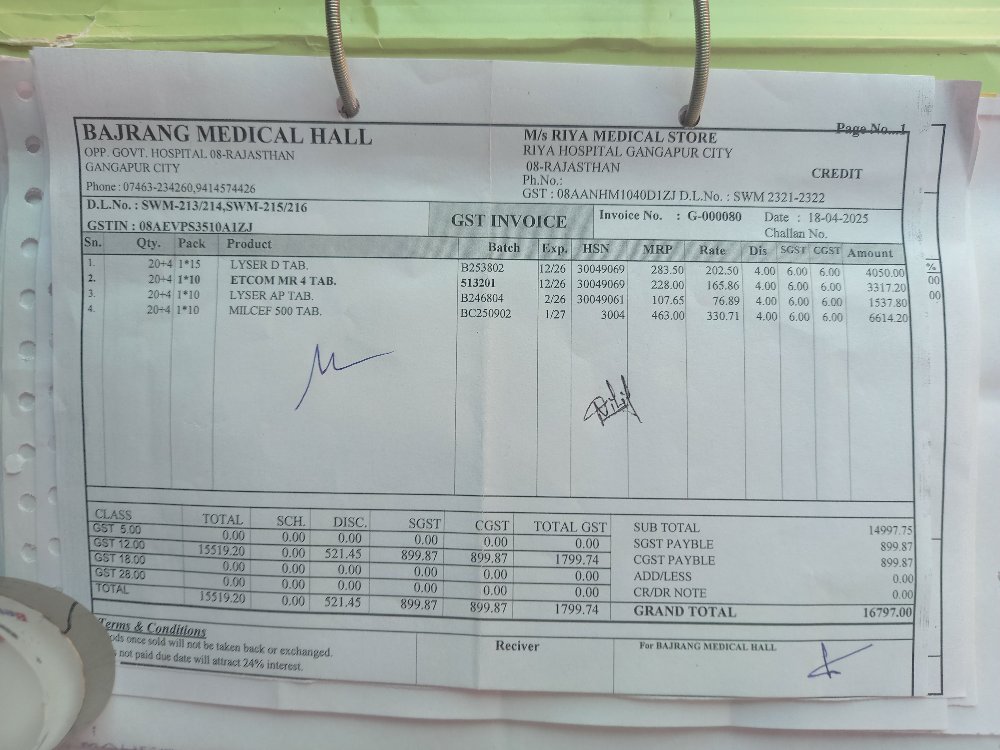 Page No...1
BAJRANG MEDICAL HALL
OPP. GOVT. HOSPITAL 08-RAJASTHAN
GANGAPUR CITY
Phone : 07463-234260,9414574426
D.L.No. : SWM-213/214,SWM-215/216
GSTIN : 08AEVPS3510A1ZJ
M/s RIYA MEDICAL STORE
RIYA HOSPITAL GANGAPUR CITY
08-RAJASTHAN
CREDIT
Ph.No.:
GST : 08AANHM1040D1ZJ D.L.No. : SWM 2321-2322
GST INVOICE
Invoice No. : G-000080 Date : 18-04-2025
Challan No.
Sn. Qty. Pack Product Batch Exp. HSN MRP Rate Dis SGST CGST Amount
1. 20+4 1*15 LYSER D TAB. B253802 12/26 30049069 283.50 202.50 4.00 6.00 6.00 4050.00
2. 20+4 1*10 ETCOM MR 4 TAB. 513201 12/26 30049069 228.00 165.86 4.00 6.00 6.00 3317.20
3. 20+4 1*10 LYSER AP TAB. B246804 2/26 30049061 107.65 76.89 4.00 6.00 6.00 1537.80
4. 20+4 1*10 MILCEF 500 TAB. BC250902 1/27 3004 463.00 330.71 4.00 6.00 6.00 6614.20
%
00
00
CLASS TOTAL SCH. DISC. SGST CGST TOTAL GST
GST 5.00 0.00 0.00 0.00 0.00 0.00 0.00
GST 12.00 15519.20 0.00 521.45 899.87 899.87 1799.74
GST 18.00 0.00 0.00 0.00 0.00 0.00 0.00
GST 28.00 0.00 0.00 0.00 0.00 0.00 0.00
TOTAL 15519.20 0.00 521.45 899.87 899.87 1799.74
SUB TOTAL 14997.75
SGST PAYBLE 899.87
CGST PAYBLE 899.87
ADD/LESS 0.00
CR/DR NOTE 0.00
GRAND TOTAL 16797.00
Terms & Conditions
ods once sold will not be taken back or exchanged.
not paid due date will attract 24% interest.
Reciver
For BAJRANG MEDICAL HALL